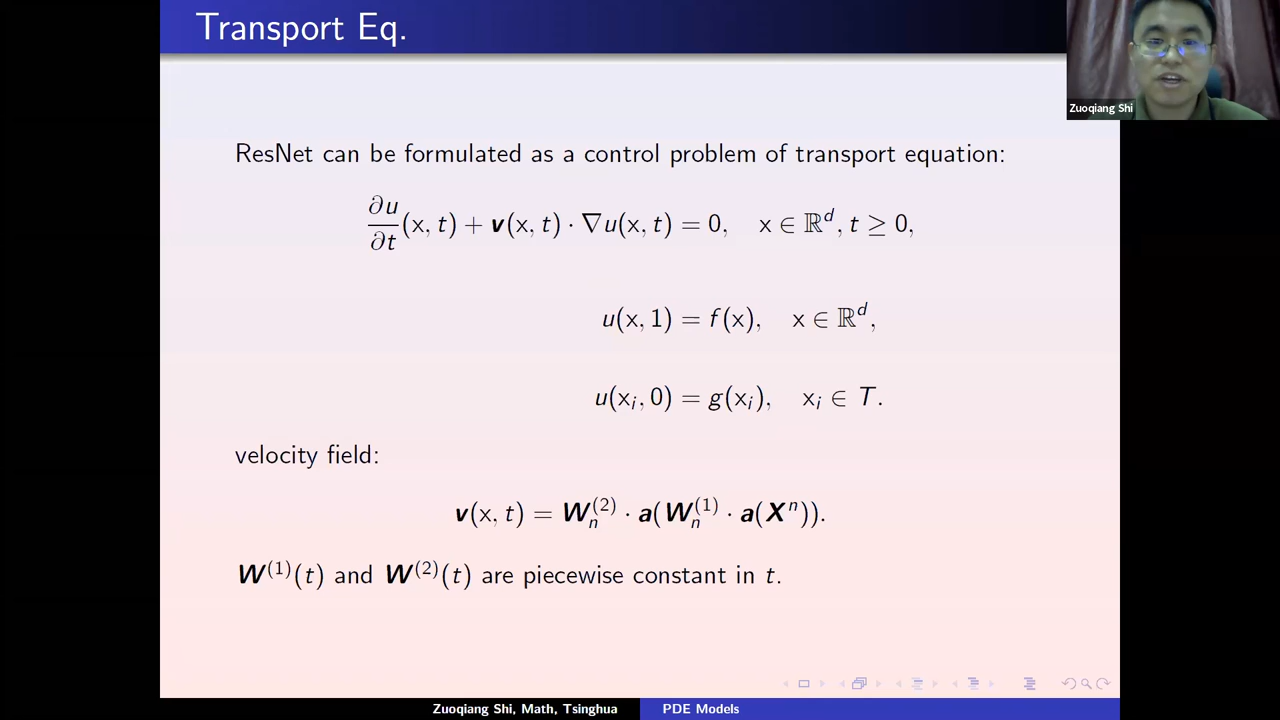 Transport Eq.
Zuoqiang Shi
ResNet can be formulated as a control problem of transport equation:
∂u/∂t(x, t) + v(x, t) · ∇u(x, t) = 0,    x ∈ ℝ^d, t ≥ 0,
u(x, 1) = f(x),    x ∈ ℝ^d,
u(x_i, 0) = g(x_i),    x_i ∈ T.
velocity field:
v(x, t) = W_n^(2) · a(W_n^(1) · a(X^n)).
W^(1)(t) and W^(2)(t) are piecewise constant in t.
Zuoqiang Shi, Math, Tsinghua    PDE Models